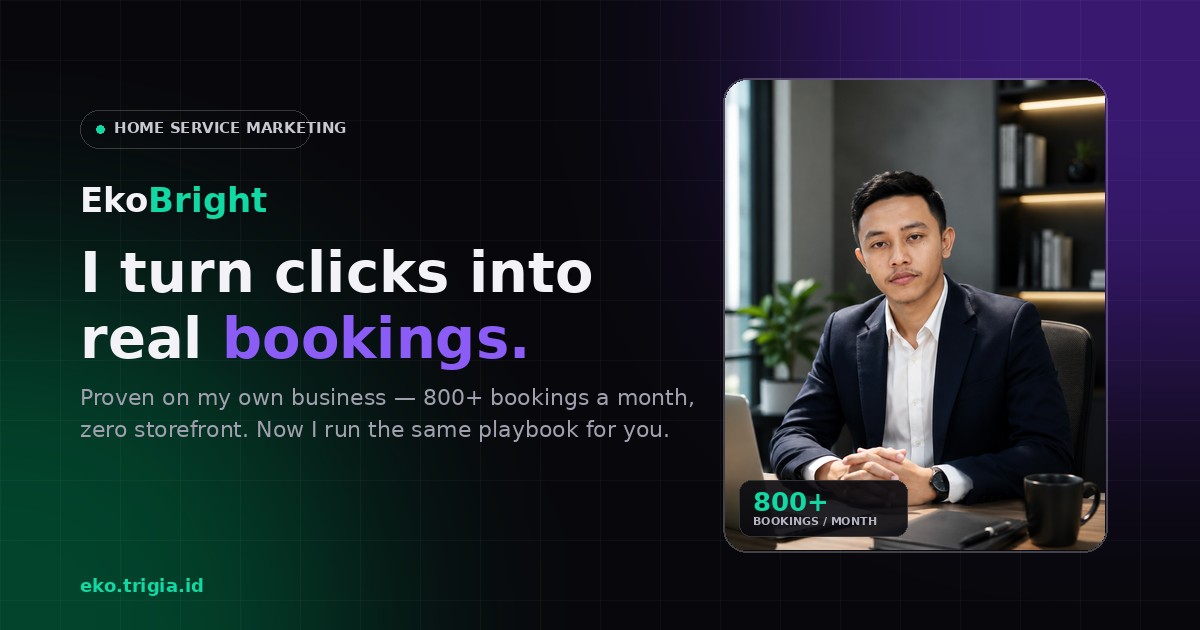 HOME SERVICE MARKETING
EkoBright
I turn clicks into
real bookings.
Proven on my own business — 800+ bookings a month,
zero storefront. Now I run the same playbook for you.
800+
BOOKINGS / MONTH
eko.trigia.id